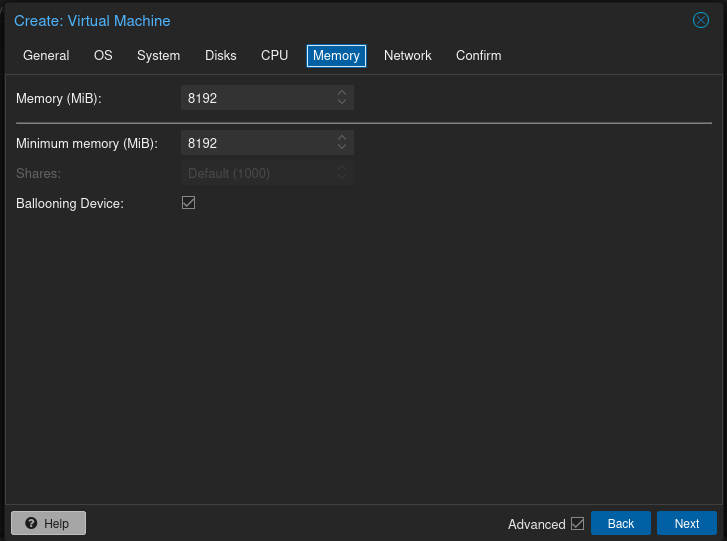 Create: Virtual Machine
General OS System Disks CPU Memory Network Confirm
Memory (MiB): 8192
Minimum memory (MiB): 8192
Shares: Default (1000)
Ballooning Device:
Help Advanced Back Next